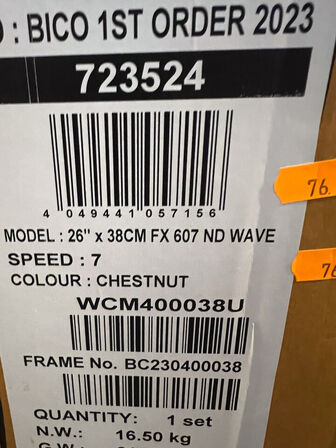 : BICO 1ST ORDER 2023
723524
4 049441 057156
MODEL : 26" x 38CM FX 607 ND WAVE
SPEED : 7
COLOUR : CHESTNUT
WCM400038U
FRAME No. BC230400038
QUANTITY: 1 set
N.W.: 16.50 kg
76